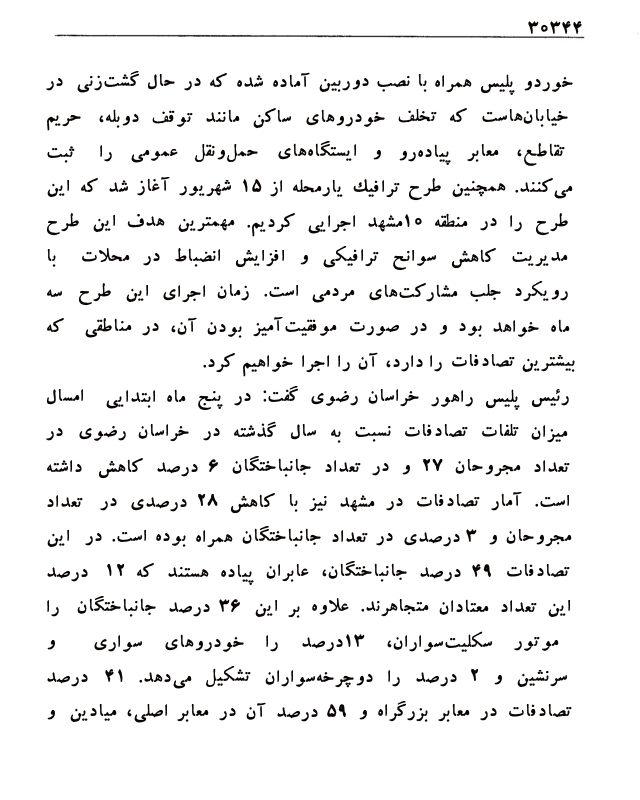 ۳۰۳۴۴
خوردو پلیس همراه با نصب دوربین آماده شده که در حال گشت‌زنی در
خیابان‌هاست که تخلف خودروهای ساکن مانند توقف دوبله، حریم
تقاطع، معابر پیاده‌رو و ایستگاه‌های حمل‌ونقل عمومی را ثبت
می‌کنند. همچنین طرح ترافیك یارمحله از ۱۵ شهریور آغاز شد که این
طرح را در منطقه ۱۰مشهد اجرایی کردیم. مهمترین هدف این طرح
مدیریت کاهش سوانح ترافیکی و افزایش انضباط در محلات با
رویکرد جلب مشارکت‌های مردمی است. زمان اجرای این طرح سه
ماه خواهد بود و در صورت موفقیت‌آمیز بودن آن، در مناطقی که
بیشترین تصادفات را دارد، آن را اجرا خواهیم کرد.
رئیس پلیس راهور خراسان رضوی گفت: در پنج ماه ابتدایی امسال
میزان تلفات تصادفات نسبت به سال گذشته در خراسان رضوی در
تعداد مجروحان ۲۷ و در تعداد جانباختگان ۶ درصد کاهش داشته
است. آمار تصادفات در مشهد نیز با کاهش ۲۸ درصدی در تعداد
مجروحان و ۳ درصدی در تعداد جانباختگان همراه بوده است. در این
تصادفات ۴۹ درصد جانباختگان، عابران پیاده هستند که ۱۲ درصد
این تعداد معتادان متجاهرند. علاوه بر این ۳۶ درصد جانباختگان را
موتور سکلیت‌سواران، ۱۳درصد را خودروهای سواری و
سرنشین و ۲ درصد را دوچرخه‌سواران تشکیل می‌دهد. ۴۱ درصد
تصادفات در معابر بزرگراه و ۵۹ درصد آن در معابر اصلی، میادین و